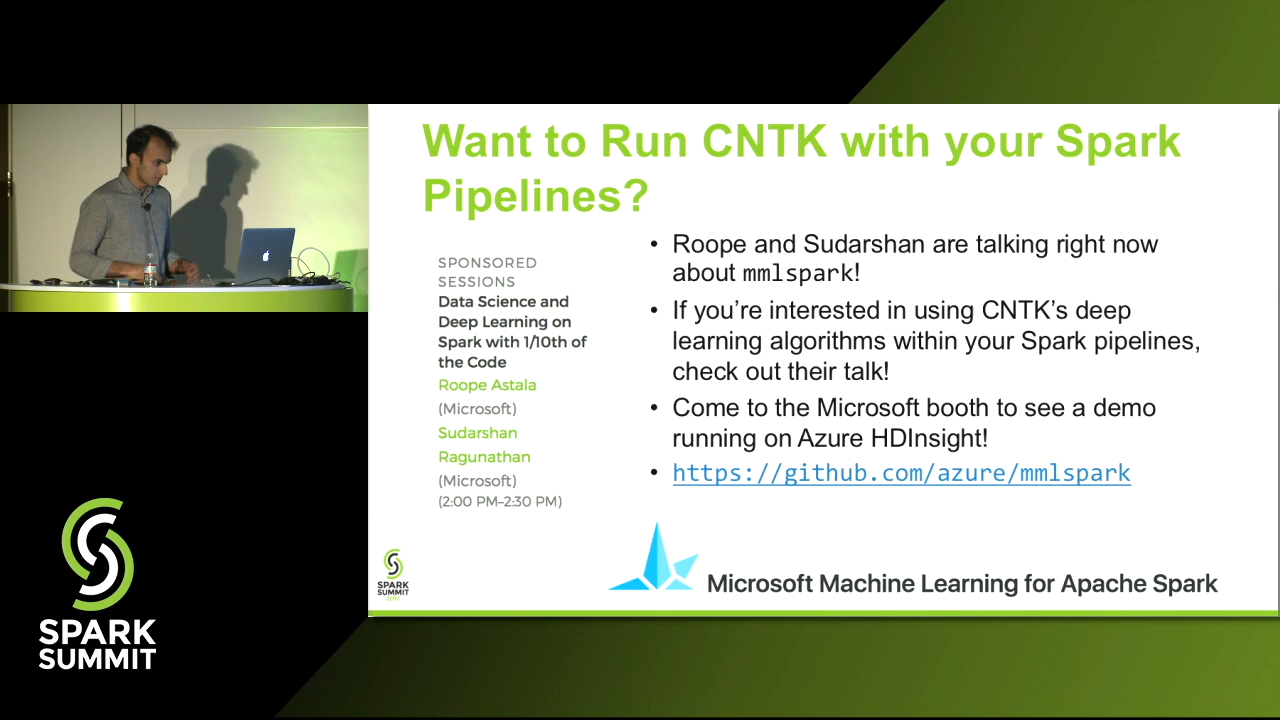 Want to Run CNTK with your Spark
Pipelines?
SPONSORED
SESSIONS
Data Science and
Deep Learning on
Spark with 1/10th of
the Code
Roope Astala
(Microsoft)
Sudarshan
Ragunathan
(Microsoft)
(2:00 PM–2:30 PM)
• Roope and Sudarshan are talking right now
about mmlspark!
• If you’re interested in using CNTK’s deep
learning algorithms within your Spark pipelines,
check out their talk!
• Come to the Microsoft booth to see a demo
running on Azure HDInsight!
• https://github.com/azure/mmlspark
Microsoft Machine Learning for Apache Spark
SPARK
SUMMIT
2017
SPARK
SUMMIT